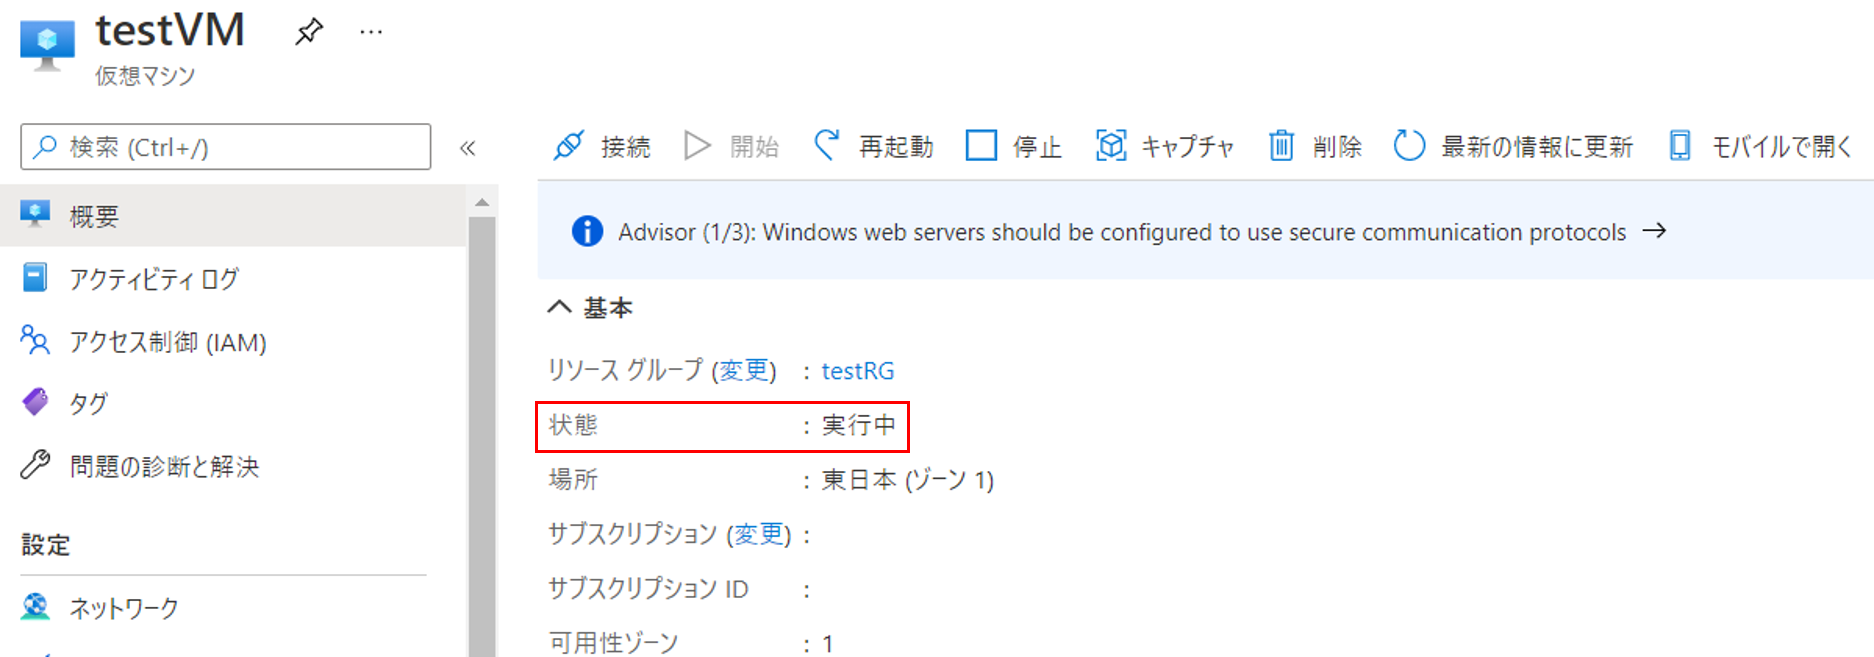 testVM
…
仮想マシン
検索 (Ctrl+/)
«
接続 開始 再起動 停止 キャプチャ 削除 最新の情報に更新 モバイルで開く
概要
アクティビティ ログ
アクセス制御 (IAM)
タグ
問題の診断と解決
設定
ネットワーク
Advisor (1/3): Windows web servers should be configured to use secure communication protocols →
基本
リソース グループ (変更) : testRG
状態 : 実行中
場所 : 東日本 (ゾーン 1)
サブスクリプション (変更) :
サブスクリプション ID :
可用性ゾーン : 1